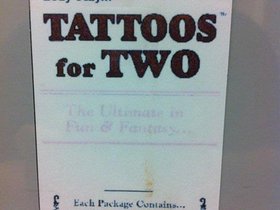 TATTOOS
for TWO
The Ultimate in
Fun & Fantasy...
Each Package Contains...